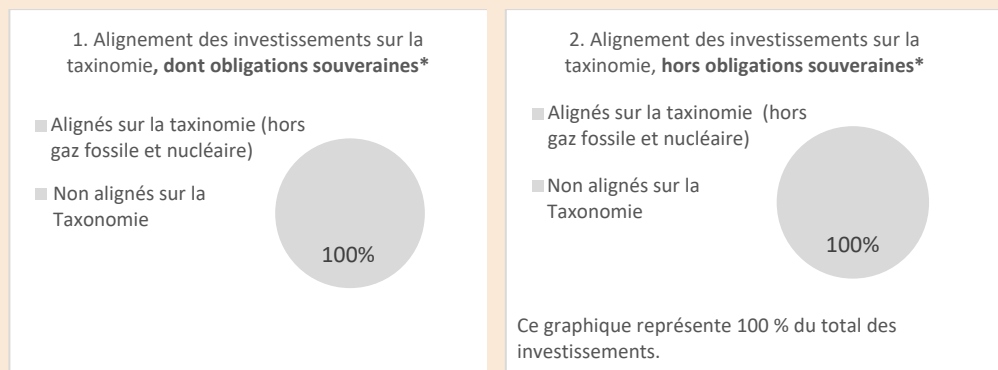 1. Alignement des investissements sur la
taxinomie, dont obligations souveraines*
Alignés sur la taxinomie (hors
gaz fossile et nucléaire)
Non alignés sur la
Taxonomie
100%
2. Alignement des investissements sur la
taxinomie, hors obligations souveraines*
Alignés sur la taxinomie (hors
gaz fossile et nucléaire)
Non alignés sur la
Taxonomie
100%
Ce graphique représente 100 % du total des
investissements.